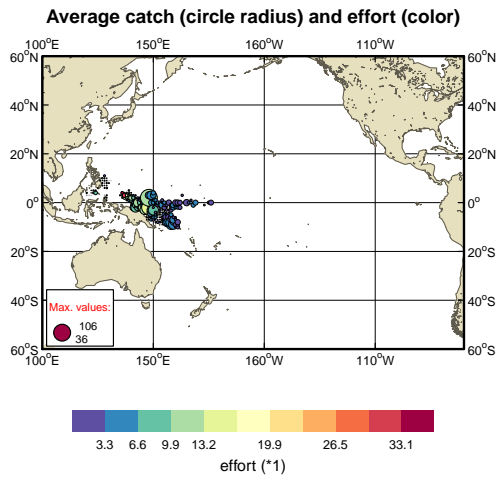 Average catch (circle radius) and effort (color)
100°E 150°E 160°W 110°W
60°N 60°N
40°N 40°N
20°N 20°N
0° 0°
20°S 20°S
40°S 40°S
60°S 60°S
Max. values:
106
36
100°E 150°E 160°W 110°W
3.3 6.6 9.9 13.2 19.9 26.5 33.1
effort (*1)